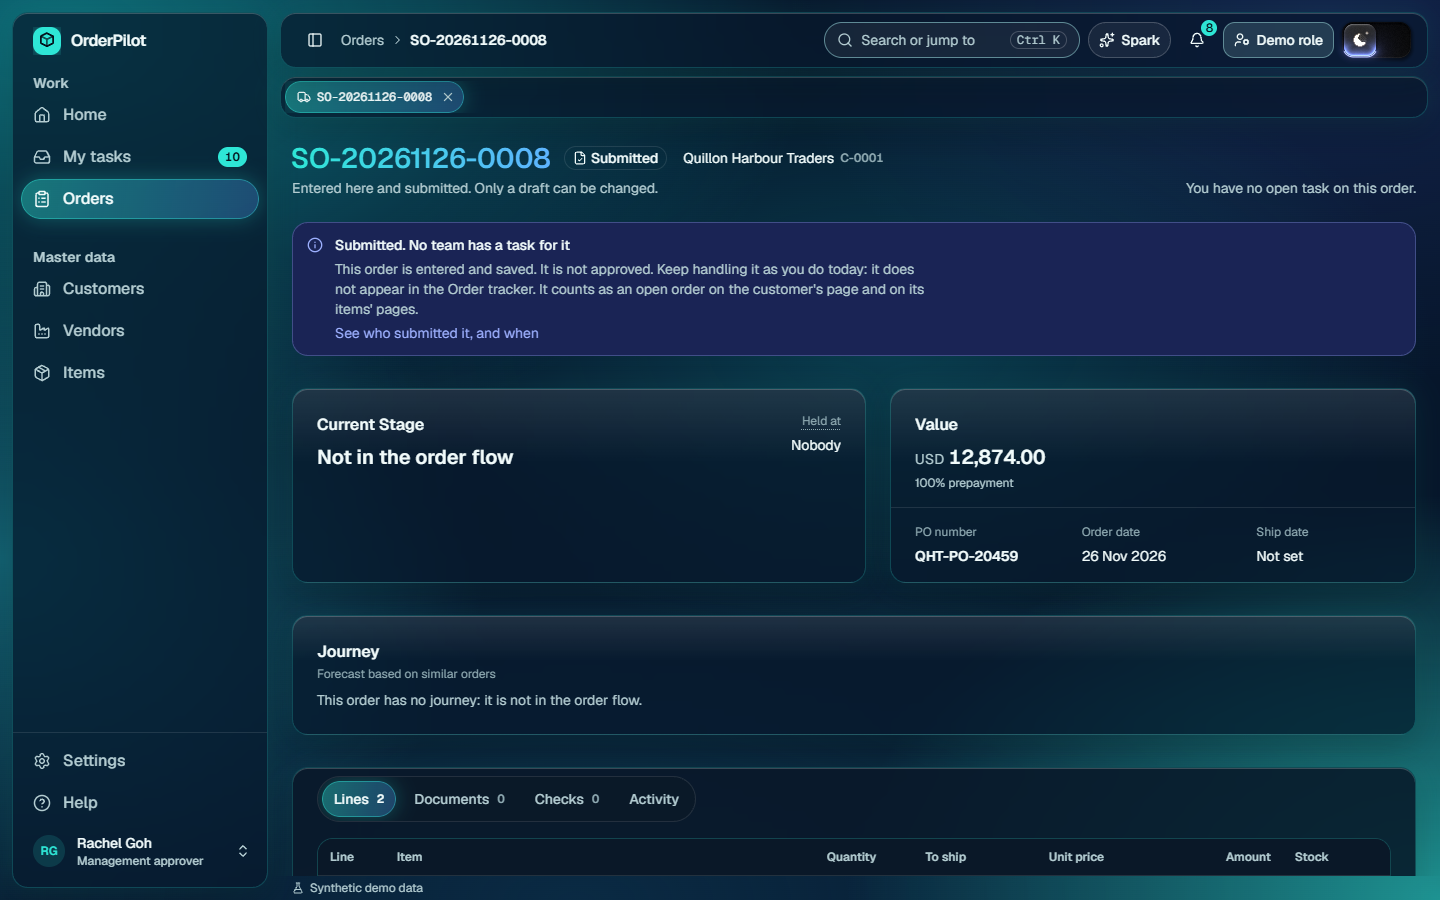 OrderPilot
Work
Home
My tasks 10
Orders
Master data
Customers
Vendors
Items
Settings
Help
RG
Rachel Goh
Management approver
Orders > SO-20261126-0008
Search or jump to Ctrl K
Spark
8
Demo role
SO-20261126-0008
SO-20261126-0008 Submitted Quillon Harbour Traders C-0001
Entered here and submitted. Only a draft can be changed.
You have no open task on this order.
Submitted. No team has a task for it
This order is entered and saved. It is not approved. Keep handling it as you do today: it does
not appear in the Order tracker. It counts as an open order on the customer's page and on its
items' pages.
See who submitted it, and when
Current Stage
Not in the order flow
Held at
Nobody
Value
USD 12,874.00
100% prepayment
PO number Order date Ship date
QHT-PO-20459 26 Nov 2026 Not set
Journey
Forecast based on similar orders
This order has no journey: it is not in the order flow.
Lines 2 Documents 0 Checks 0 Activity
Line Item Quantity To ship Unit price Amount Stock
Synthetic demo data